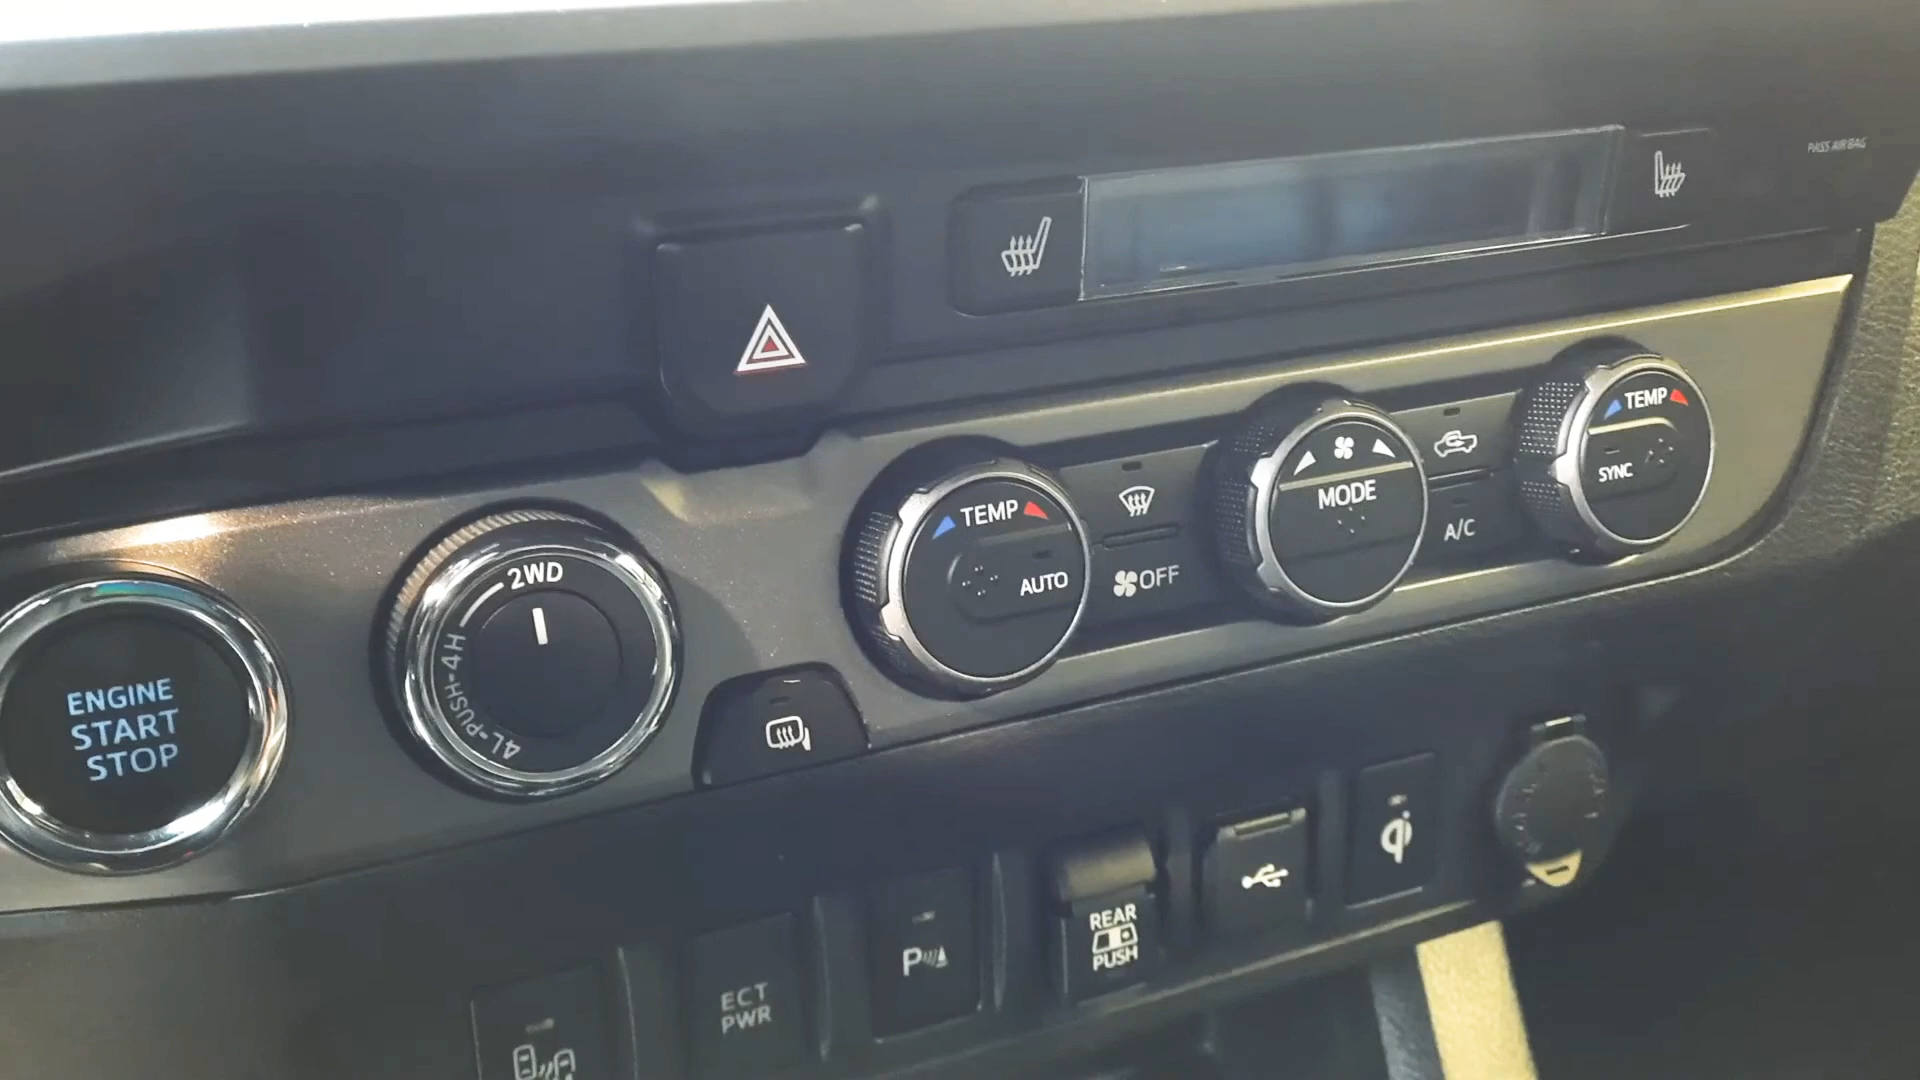 PASS AIR BAG
TEMP
SYNC
MODE
A/C
TEMP
AUTO
OFF
2WD
4L-PUSH-4H
ENGINE
START
STOP
REAR
PUSH
P
ECT
PWR
qi